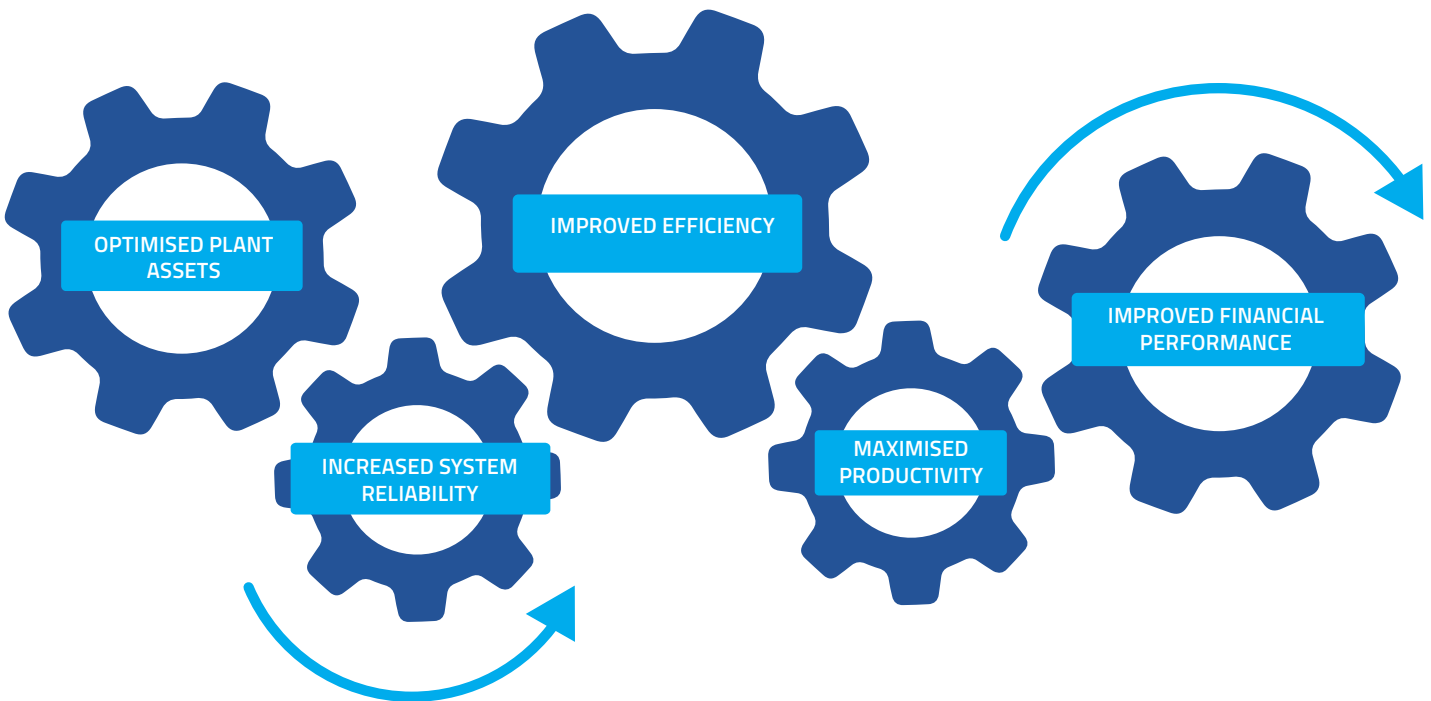 OPTIMISED PLANT
ASSETS
INCREASED SYSTEM
RELIABILITY
IMPROVED EFFICIENCY
MAXIMISED
PRODUCTIVITY
IMPROVED FINANCIAL
PERFORMANCE